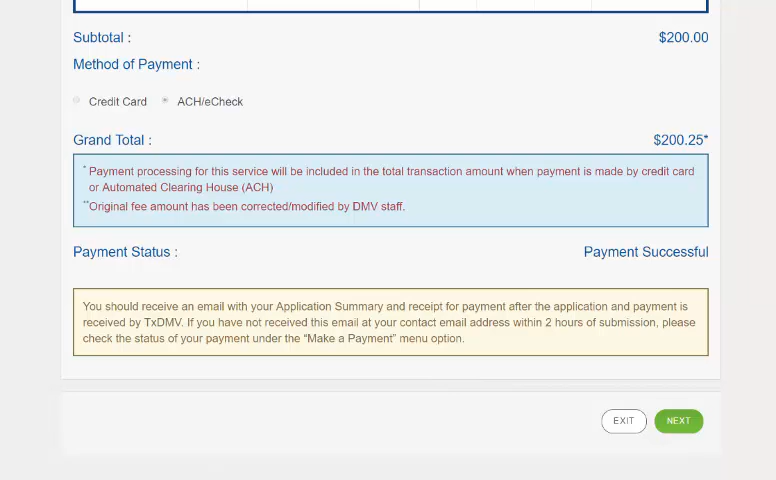 Subtotal : $200.00
Method of Payment :
Credit Card ACH/eCheck
Grand Total : $200.25*
* Payment processing for this service will be included in the total transaction amount when payment is made by credit card
or Automated Clearing House (ACH)
**Original fee amount has been corrected/modified by DMV staff.
Payment Status : Payment Successful
You should receive an email with your Application Summary and receipt for payment after the application and payment is
received by TxDMV. If you have not received this email at your contact email address within 2 hours of submission, please
check the status of your payment under the “Make a Payment” menu option.
EXIT NEXT